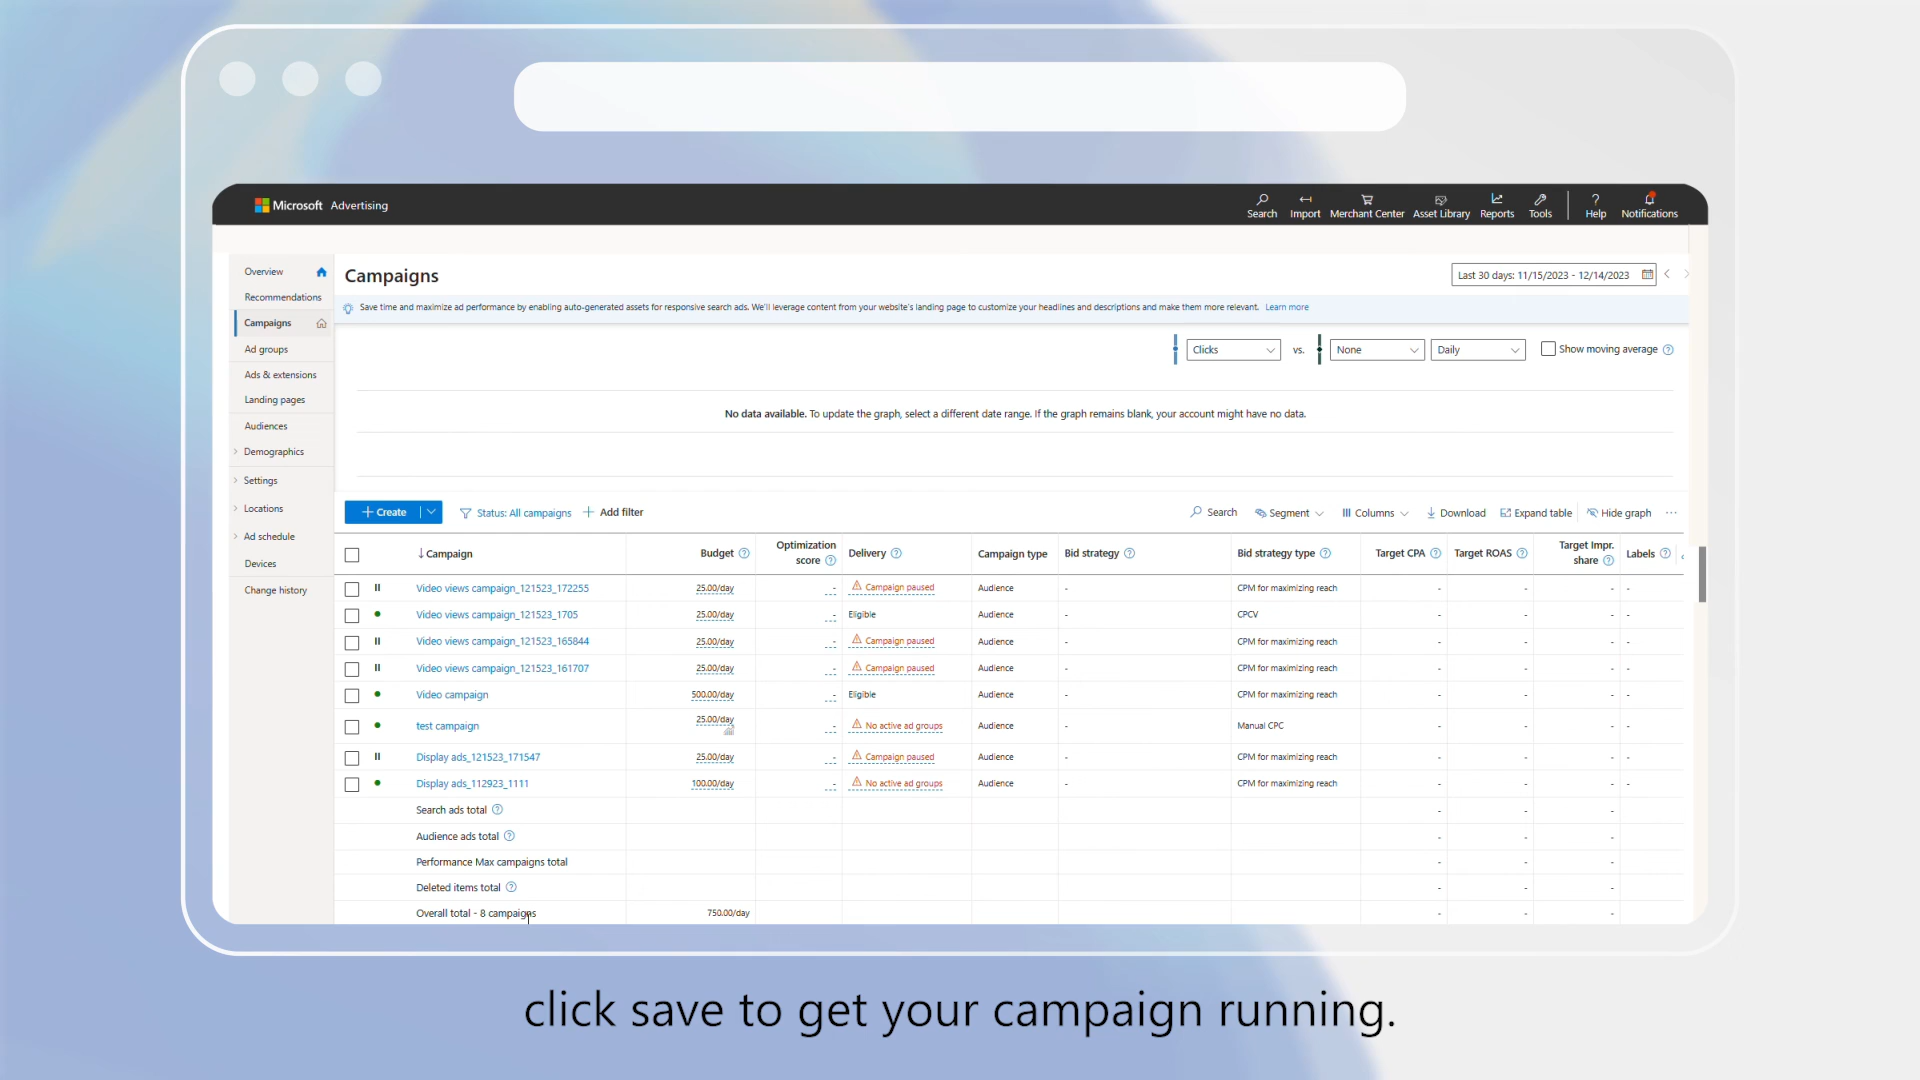 Microsoft Advertising
Search Import Merchant Center Asset Library Reports Tools Help Notifications
Overview
Recommendations
Campaigns
Ad groups
Ads & extensions
Landing pages
Audiences
Demographics
Settings
Locations
Ad schedule
Devices
Change history
Campaigns
Last 30 days: 11/15/2023 - 12/14/2023
Save time and maximize ad performance by enabling auto-generated assets for responsive search ads. We'll leverage content from your website's landing page to customize your headlines and descriptions and make them more relevant. Learn more
Clicks vs. None Daily Show moving average
No data available. To update the graph, select a different date range. If the graph remains blank, your account might have no data.
Create Status: All campaigns Add filter Search Segment Columns Download Expand table Hide graph
Campaign Budget Optimization score Delivery Campaign type Bid strategy Bid strategy type Target CPA Target ROAS Target Impr. share Labels
Video views campaign_121523_172255 25.00/day - Campaign paused Audience - CPM for maximizing reach - - - -
Video views campaign_121523_1705 25.00/day - Eligible Audience - CPCV - - - -
Video views campaign_121523_165844 25.00/day - Campaign paused Audience - CPM for maximizing reach - - - -
Video views campaign_121523_161707 25.00/day - Campaign paused Audience - CPM for maximizing reach - - - -
Video campaign 500.00/day - Eligible Audience - CPM for maximizing reach - - - -
test campaign 25.00/day - No active ad groups Audience - Manual CPC - - - -
Display ads_121523_171547 25.00/day - Campaign paused Audience - CPM for maximizing reach - - - -
Display ads_112923_1111 100.00/day - No active ad groups Audience - CPM for maximizing reach - - - -
Search ads total - - -
Audience ads total - - -
Performance Max campaigns total - - -
Deleted items total - - -
Overall total - 8 campaigns 750.00/day - - -
click save to get your campaign running.